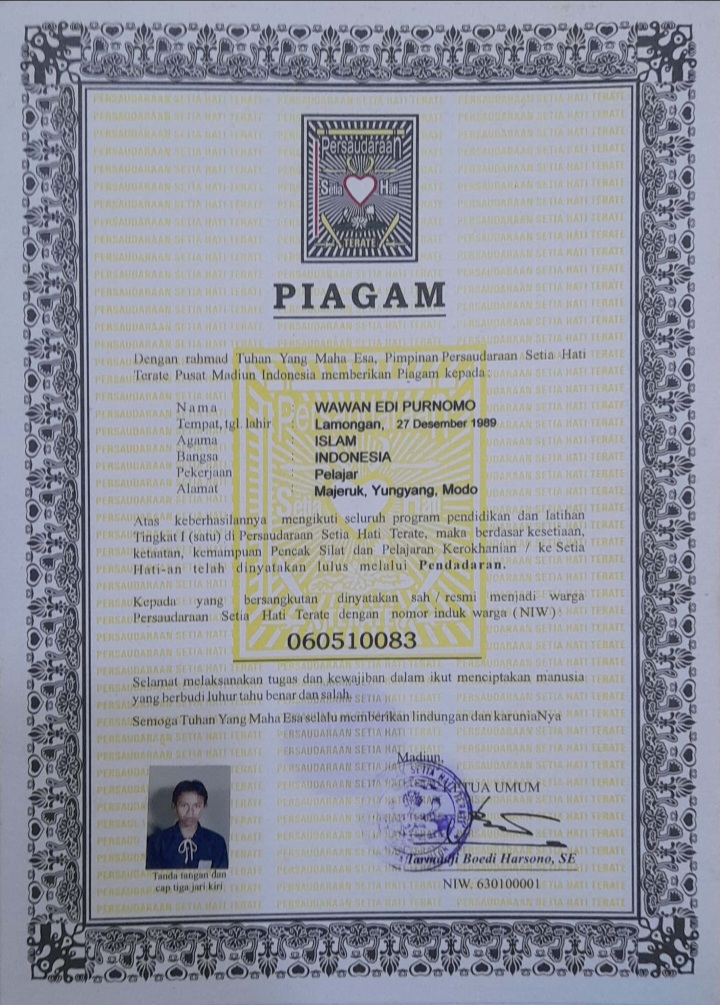 Persaudaraan
Setia Hati
TERATE
PIAGAM
Dengan rahmad Tuhan Yang Maha Esa, Pimpinan Persaudaraan Setia Hati
Terate Pusat Madiun Indonesia memberikan Piagam kepada :
Nama : WAWAN EDI PURNOMO
Tempat, tgl. lahir : Lamongan, 27 Desember 1989
Agama : ISLAM
Bangsa : INDONESIA
Pekerjaan : Pelajar
Alamat : Majeruk, Yungyang, Modo
Atas keberhasilannya mengikuti seluruh program pendidikan dan latihan
Tingkat I (satu) di Persaudaraan Setia Hati Terate, maka berdasar kesetiaan,
ketaatan, kemampuan Pencak Silat dan Pelajaran Kerokhanian / ke Setia
Hati-an telah dinyatakan lulus melalui Pendadaran.
Kepada yang bersangkutan dinyatakan sah / resmi menjadi warga
Persaudaraan Setia Hati Terate dengan nomor induk warga (NIW) :
060510083
Selamat melaksanakan tugas dan kewajiban dalam ikut menciptakan manusia
yang berbudi luhur tahu benar dan salah.
Semoga Tuhan Yang Maha Esa selalu memberikan lindungan dan karuniaNya
Madiun,
KETUA UMUM
Tarmadji Boedi Harsono, SE
NIW. 630100001
Tanda tangan dan
cap tiga jari kiri